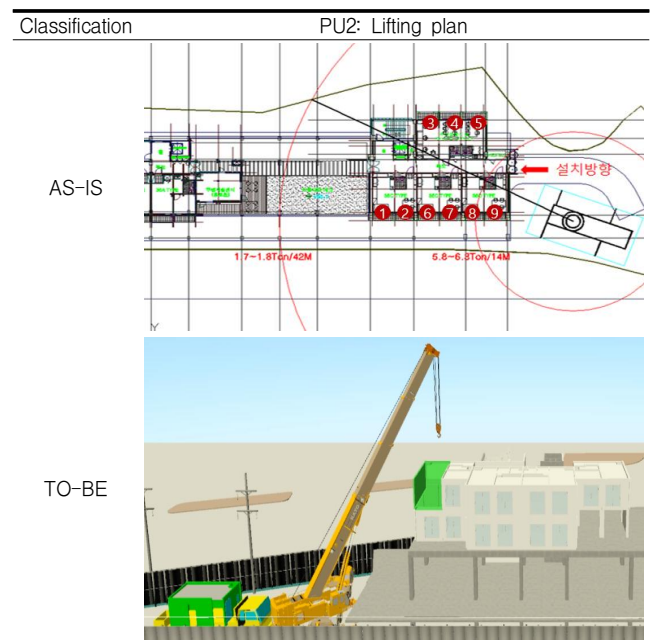 Classification PU2: Lifting plan
AS-IS
3 4 5
설치방향
1 2 6 7 8 9
1.7~1.8Ton/42M 5.8~6.3Ton/14M
Y
TO-BE